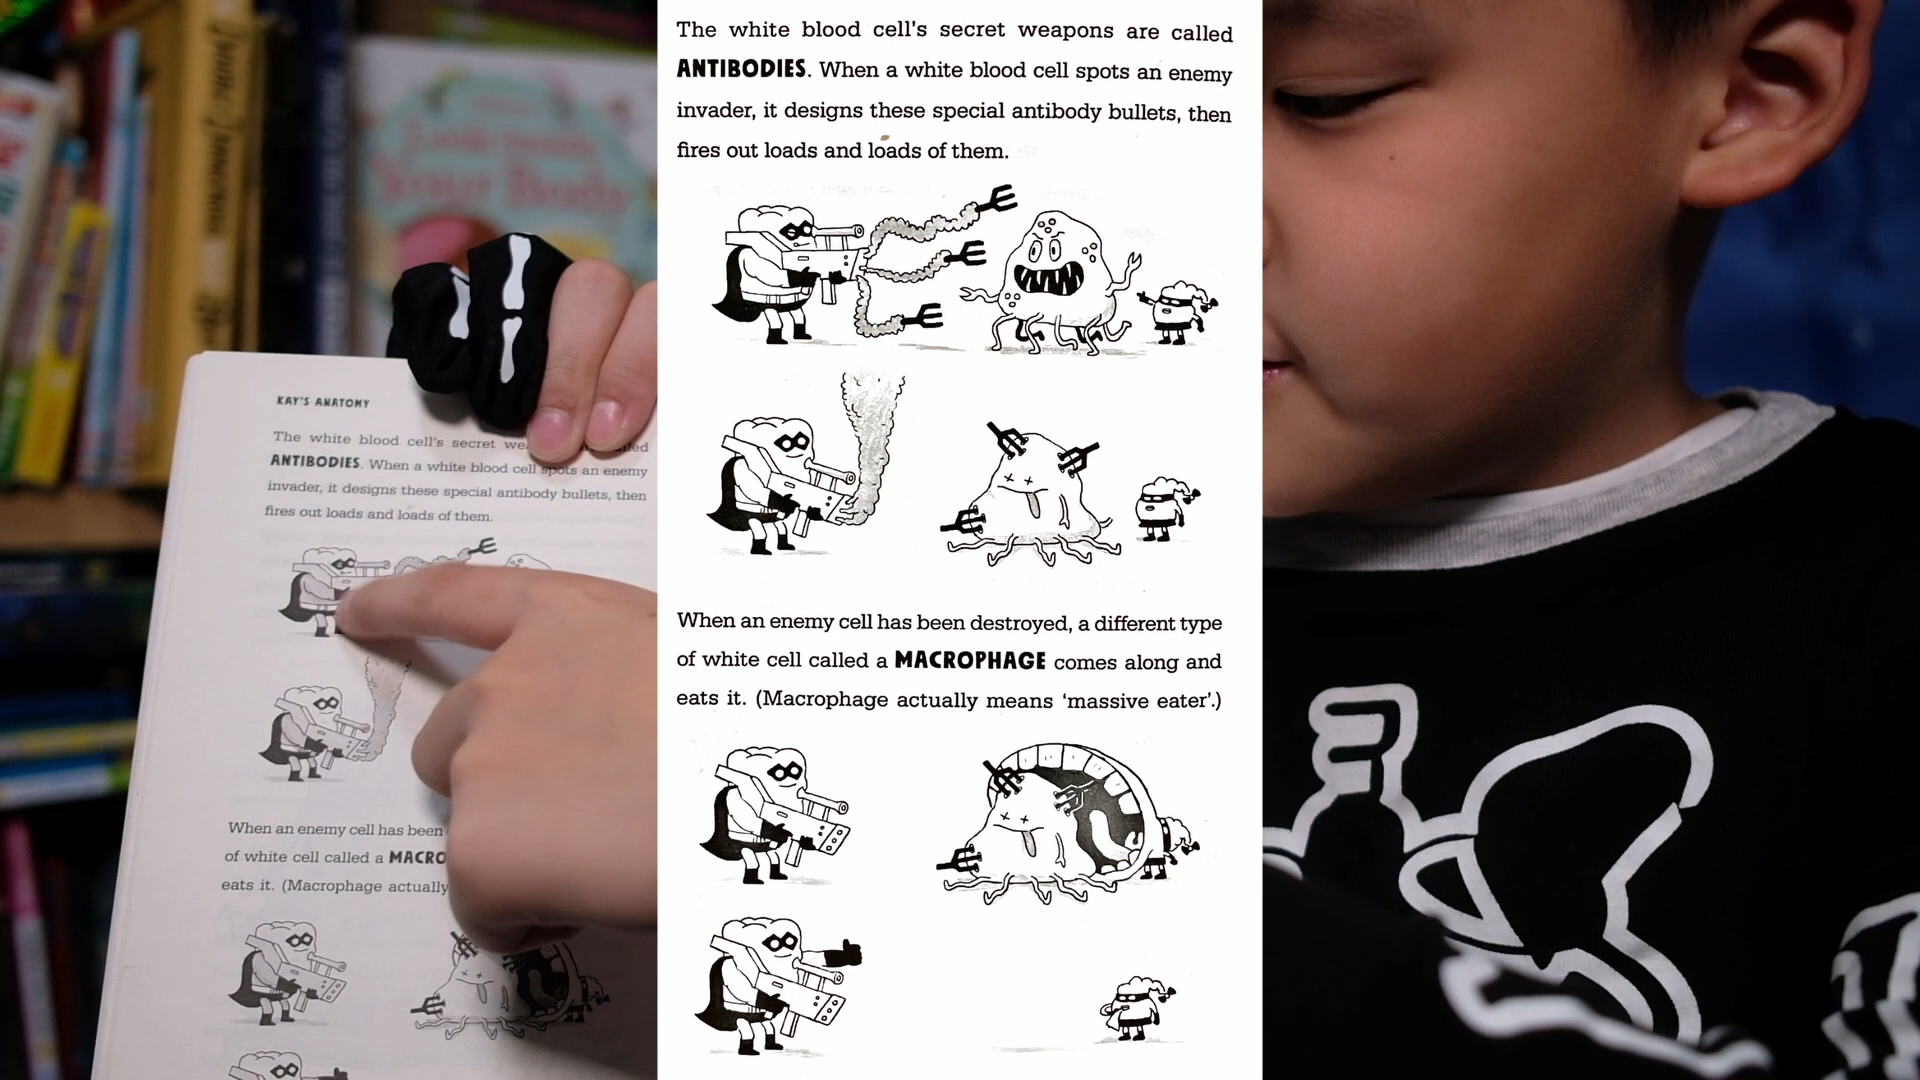 Look inside
Your Body
KAY'S ANATOMY
The white blood cell's secret
ANTIBODIES. When a white blood cell spots an enemy
invader, it designs these special antibody bullets, then
fires out loads and loads of them.
When an enemy cell has been
of white cell called a MACRO
eats it. (Macrophage actually
The white blood cell's secret weapons are called
ANTIBODIES. When a white blood cell spots an enemy
invader, it designs these special antibody bullets, then
fires out loads and loads of them.
When an enemy cell has been destroyed, a different type
of white cell called a MACROPHAGE comes along and
eats it. (Macrophage actually means 'massive eater'.)